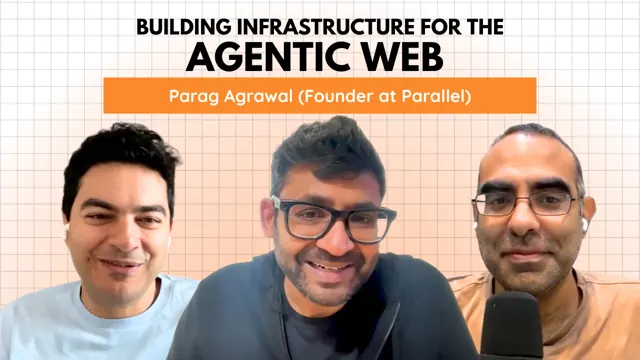 BUILDING INFRASTRUCTURE FOR THE
AGENTIC WEB
Parag Agrawal (Founder at Parallel)